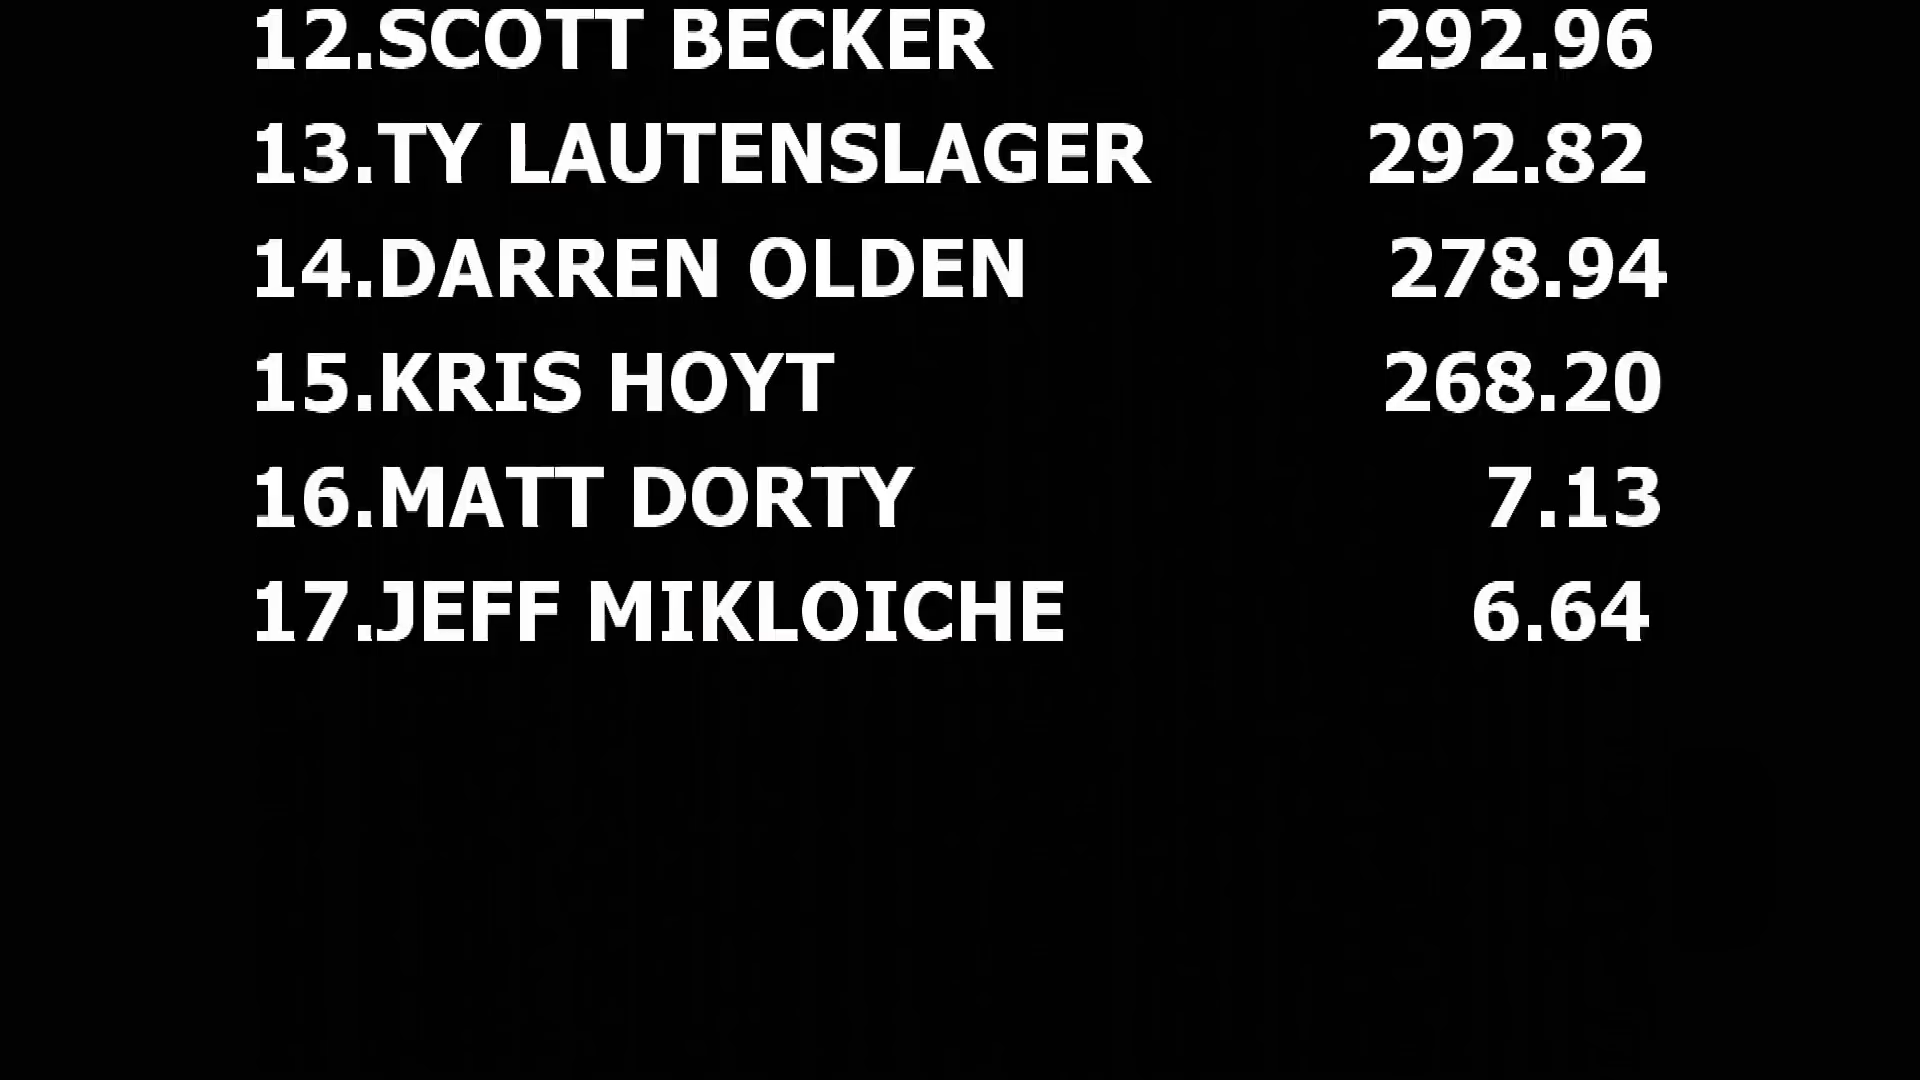 12.SCOTT BECKER 292.96
13.TY LAUTENSLAGER 292.82
14.DARREN OLDEN 278.94
15.KRIS HOYT 268.20
16.MATT DORTY 7.13
17.JEFF MIKLOICHE 6.64